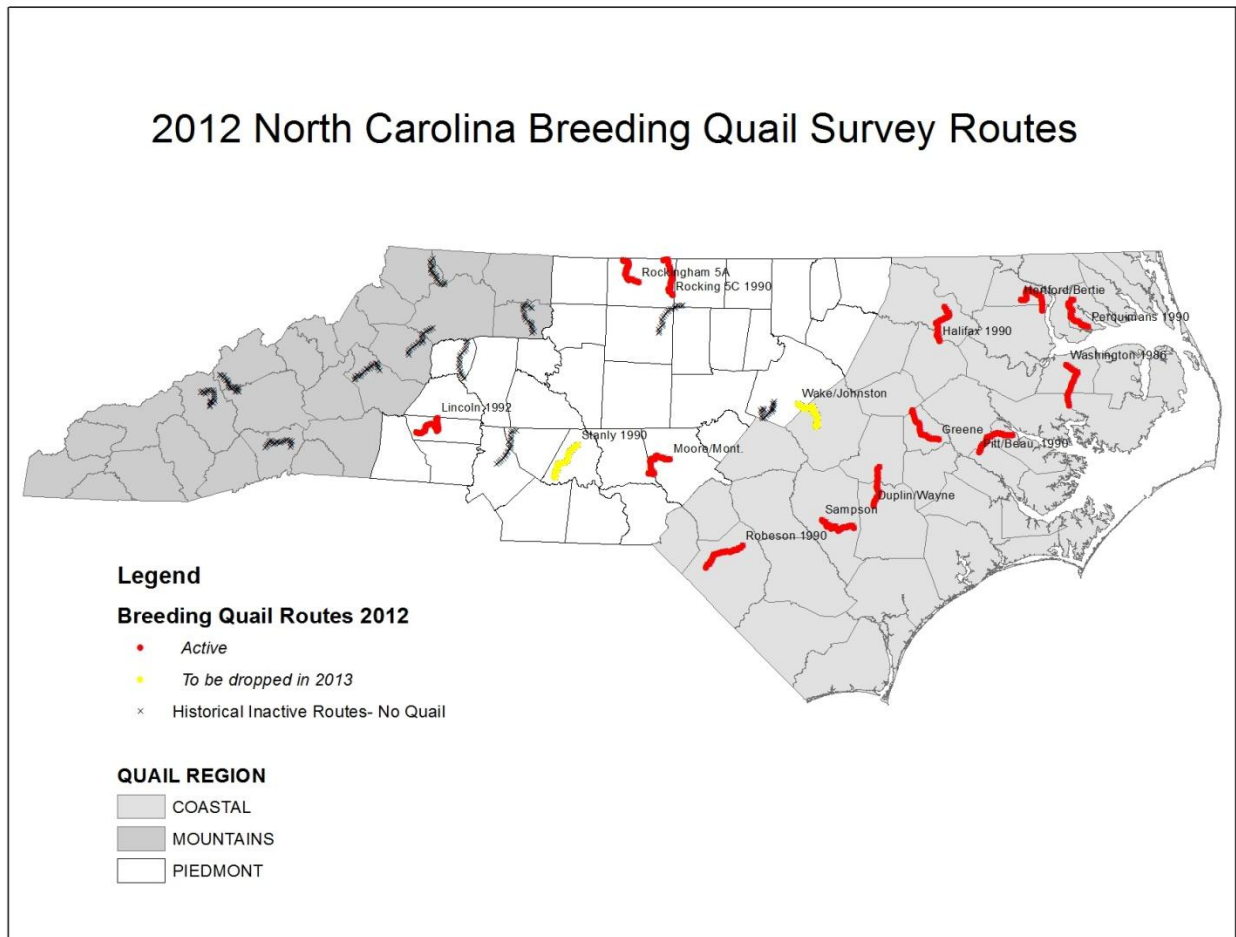 2012 North Carolina Breeding Quail Survey Routes
Rockingham 5A
Rocking 5C 1990
Hertford/Bertie
Perquimans 1990
Halifax 1990
Washington 1986
Lincoln 1992
Wake/Johnston
Stanly 1990
Greene
Pitt/Beau. 1990
Moore/Mont.
Duplin/Wayne
Sampson
Robeson 1990
Legend
Breeding Quail Routes 2012
Active
To be dropped in 2013
Historical Inactive Routes- No Quail
QUAIL REGION
COASTAL
MOUNTAINS
PIEDMONT